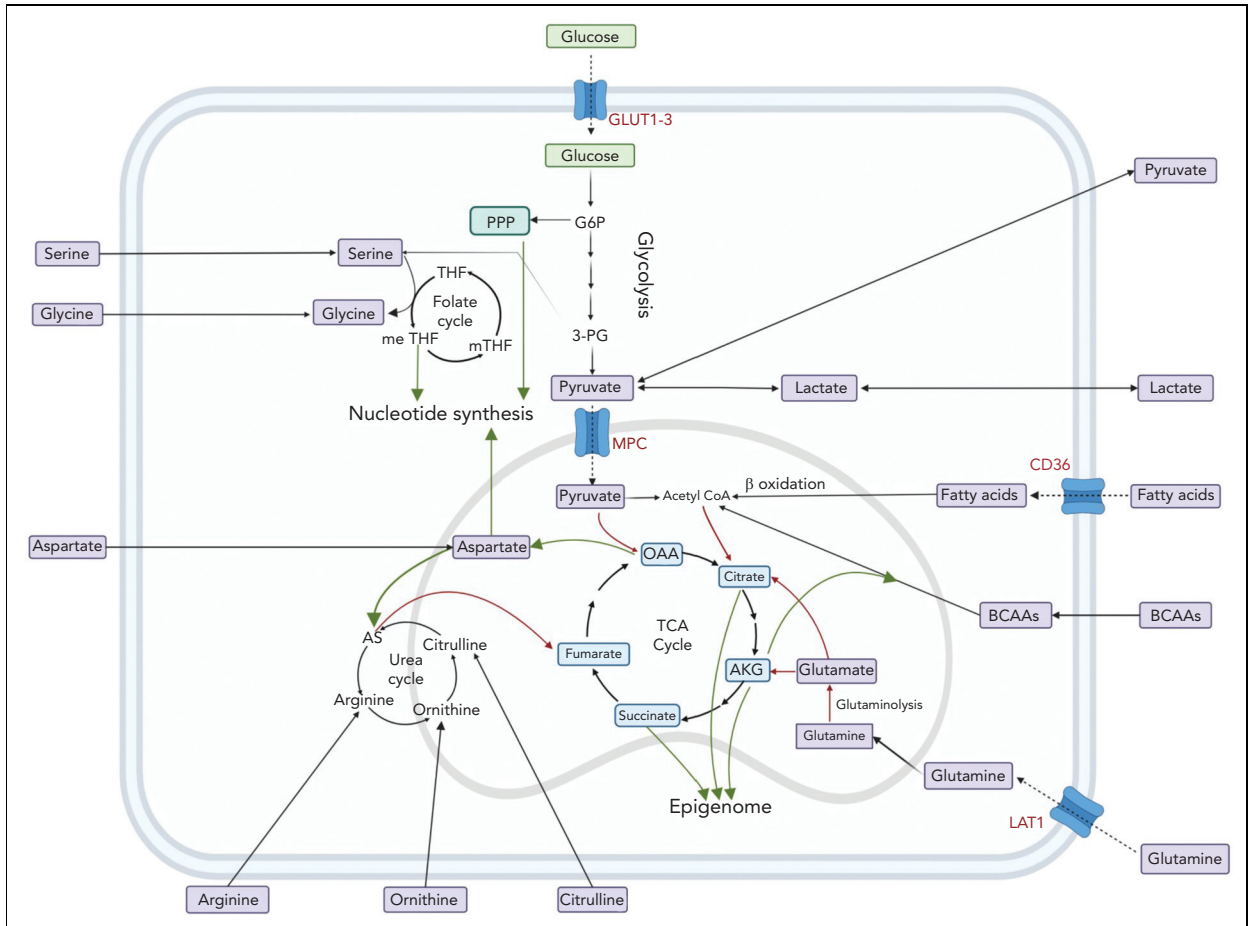 Glucose
GLUT1-3
Glucose
Pyruvate
PPP
G6P
Glycolysis
Serine
Serine
THF
Folate
cycle
Glycine
Glycine
me THF
mTHF
3-PG
Pyruvate
Lactate
Lactate
Nucleotide synthesis
MPC
CD36
Pyruvate
Acetyl CoA
β oxidation
Fatty acids
Fatty acids
Aspartate
Aspartate
OAA
Citrate
BCAAs
BCAAs
TCA
Cycle
AS
Citrulline
Urea
cycle
Fumarate
AKG
Glutamate
Arginine
Ornithine
Succinate
Glutaminolysis
Glutamine
Glutamine
Epigenome
LAT1
Glutamine
Arginine
Ornithine
Citrulline